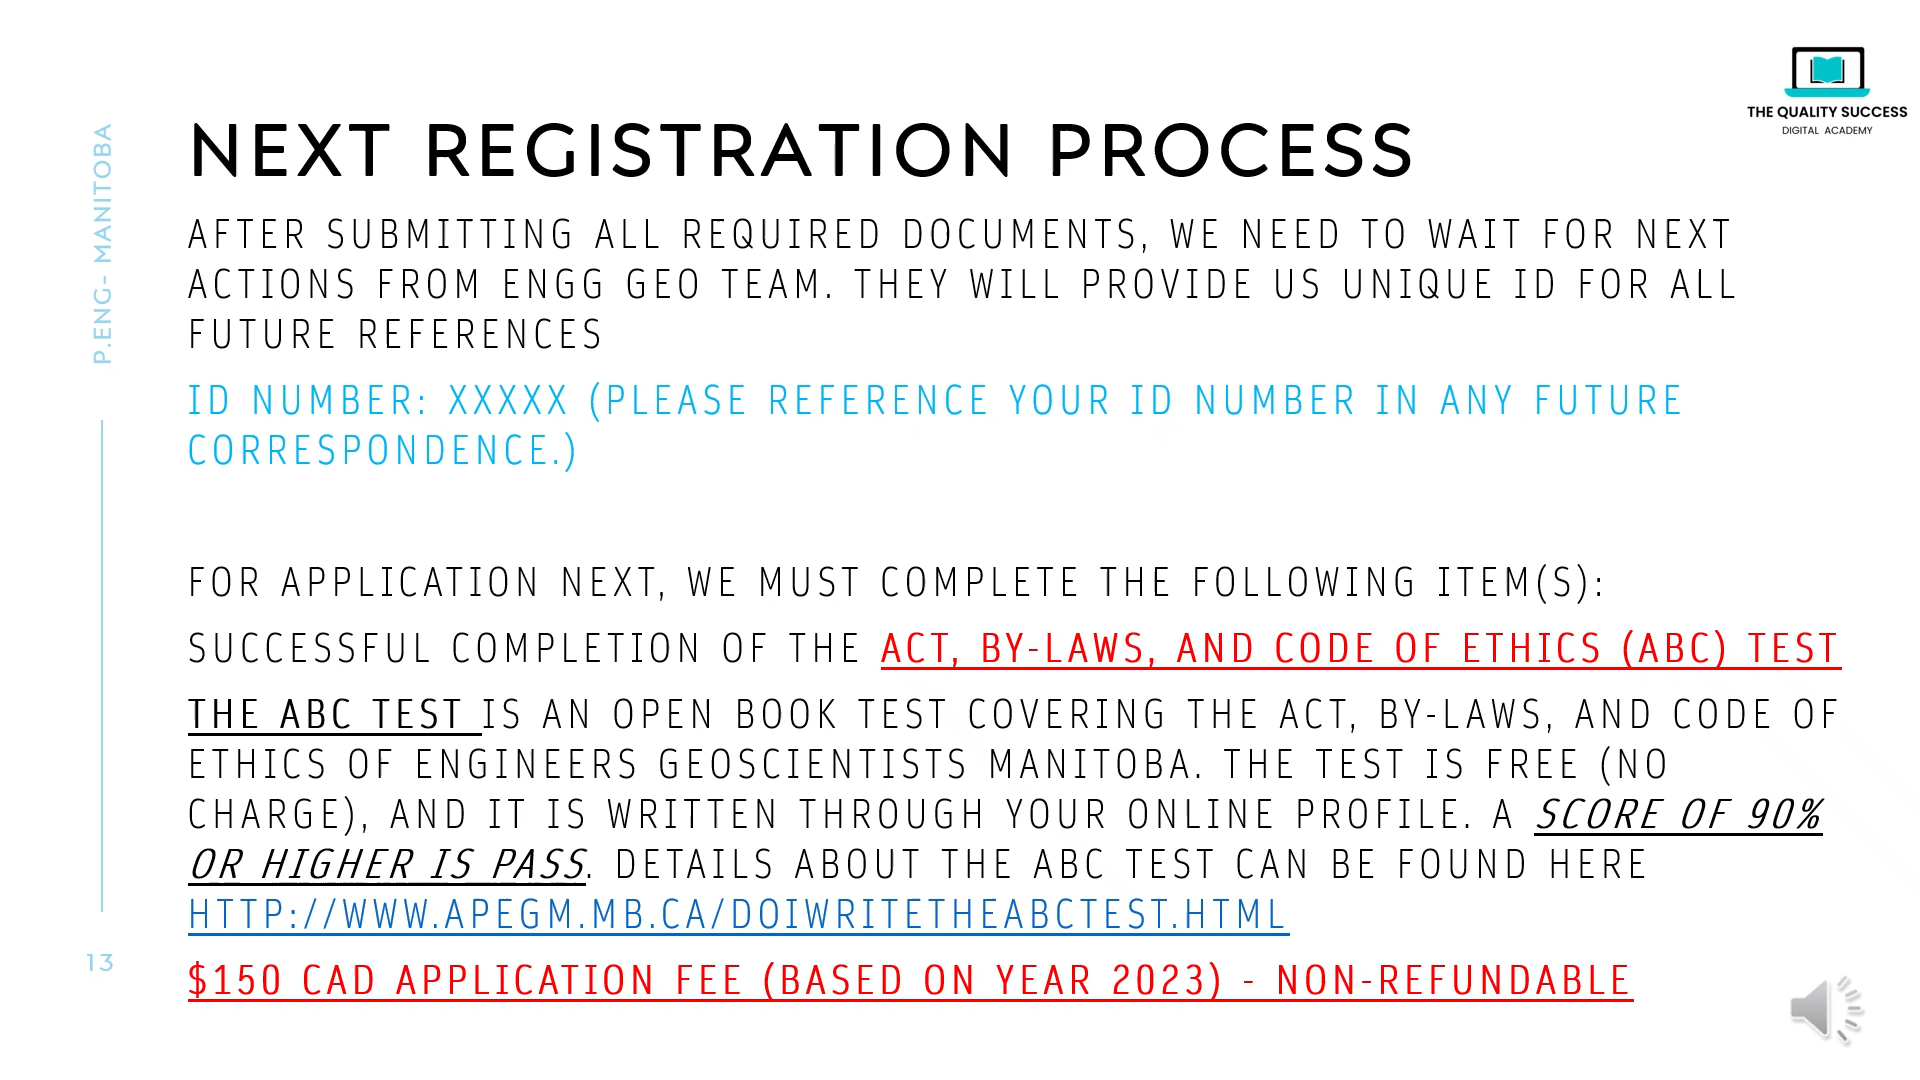 THE QUALITY SUCCESS
DIGITAL ACADEMY
P.ENG- MANITOBA
NEXT REGISTRATION PROCESS
AFTER SUBMITTING ALL REQUIRED DOCUMENTS, WE NEED TO WAIT FOR NEXT
ACTIONS FROM ENGG GEO TEAM. THEY WILL PROVIDE US UNIQUE ID FOR ALL
FUTURE REFERENCES
ID NUMBER: XXXXX (PLEASE REFERENCE YOUR ID NUMBER IN ANY FUTURE
CORRESPONDENCE.)
FOR APPLICATION NEXT, WE MUST COMPLETE THE FOLLOWING ITEM(S):
SUCCESSFUL COMPLETION OF THE ACT, BY-LAWS, AND CODE OF ETHICS (ABC) TEST
THE ABC TEST IS AN OPEN BOOK TEST COVERING THE ACT, BY-LAWS, AND CODE OF
ETHICS OF ENGINEERS GEOSCIENTISTS MANITOBA. THE TEST IS FREE (NO
CHARGE), AND IT IS WRITTEN THROUGH YOUR ONLINE PROFILE. A SCORE OF 90%
OR HIGHER IS PASS. DETAILS ABOUT THE ABC TEST CAN BE FOUND HERE
HTTP://WWW.APEGM.MB.CA/DOIWRITETHEABCTEST.HTML
$150 CAD APPLICATION FEE (BASED ON YEAR 2023) - NON-REFUNDABLE
13